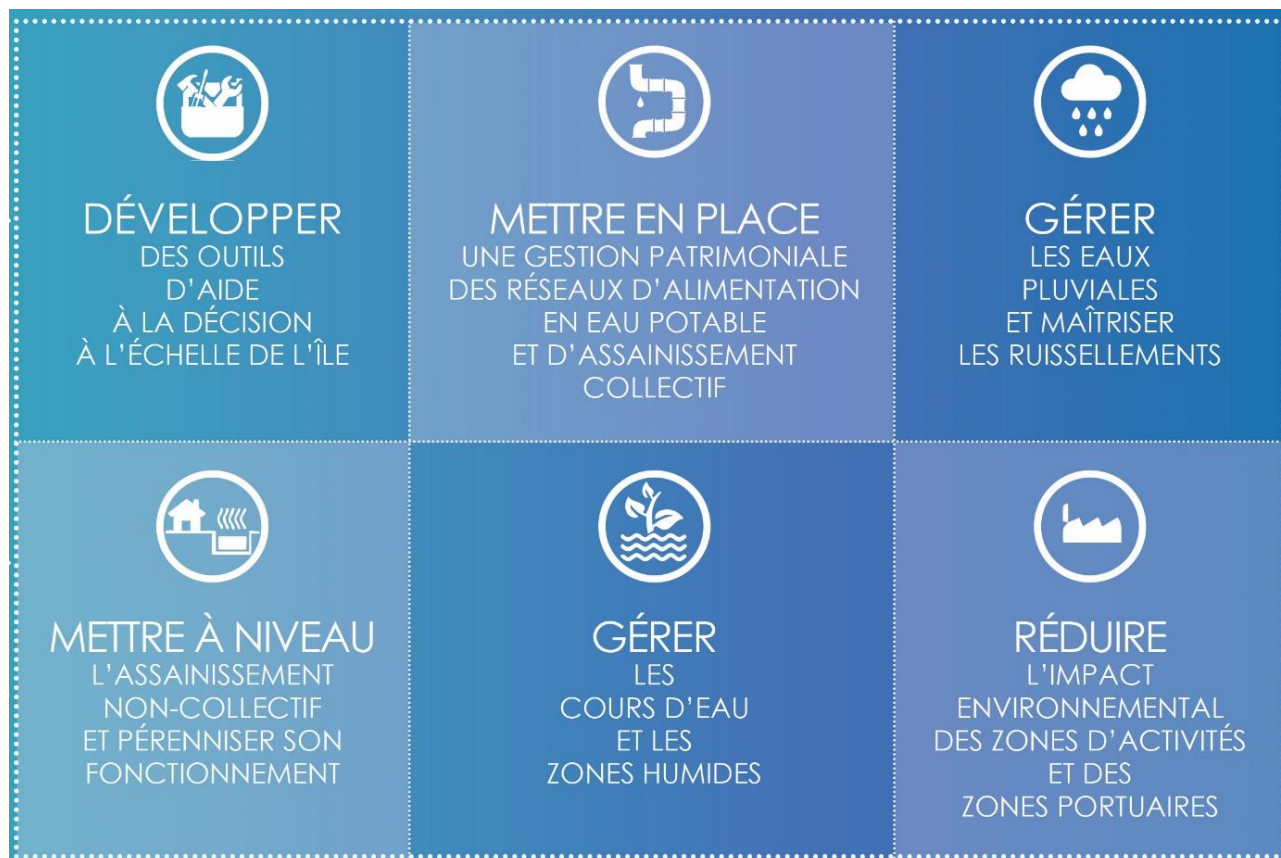 DÉVELOPPER
DES OUTILS
D'AIDE
À LA DÉCISION
À L'ÉCHELLE DE L'ÎLE
METTRE EN PLACE
UNE GESTION PATRIMONIALE
DES RÉSEAUX D'ALIMENTATION
EN EAU POTABLE
ET D'ASSAINISSEMENT
COLLECTIF
GÉRER
LES EAUX
PLUVIALES
ET MAÎTRISER
LES RUISSELLEMENTS
METTRE À NIVEAU
L'ASSAINISSEMENT
NON-COLLECTIF
ET PÉRENNISER SON
FONCTIONNEMENT
GÉRER
LES
COURS D'EAU
ET LES
ZONES HUMIDES
RÉDUIRE
L'IMPACT
ENVIRONNEMENTAL
DES ZONES D'ACTIVITÉS
ET DES
ZONES PORTUAIRES